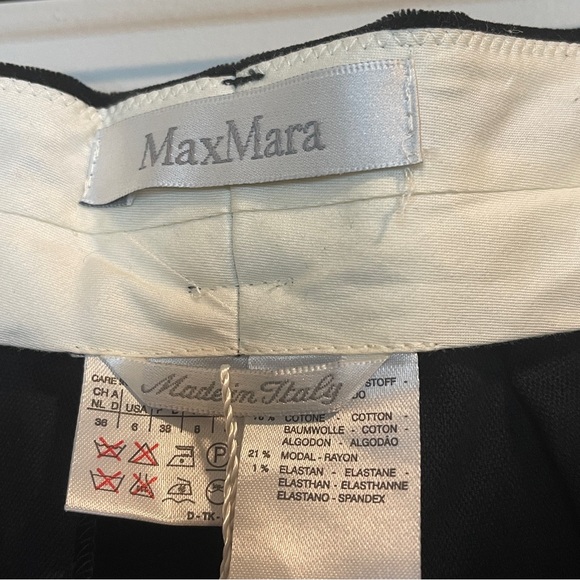 MaxMara
Made in Italy
CARE
CH A
NL D USA
36 6 38 8
P
D-TK-
STOFF -
COTONE - COTTON -
BAUMWOLLE - COTON -
ALGODON - ALGODÃO
21 % MODAL-RAYON
1 % ELASTAN - ELASTANE -
ELASTHAN - ELASTHANNE
ELASTANO - SPANDEX